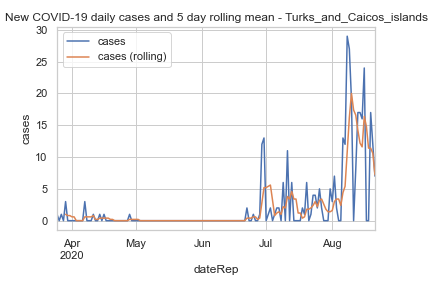 New COVID-19 daily cases and 5 day rolling mean - Turks_and_Caicos_islands
30
25
20
15
10
5
0
cases
cases
cases (rolling)
Apr
2020
May
Jun
Jul
Aug
dateRep